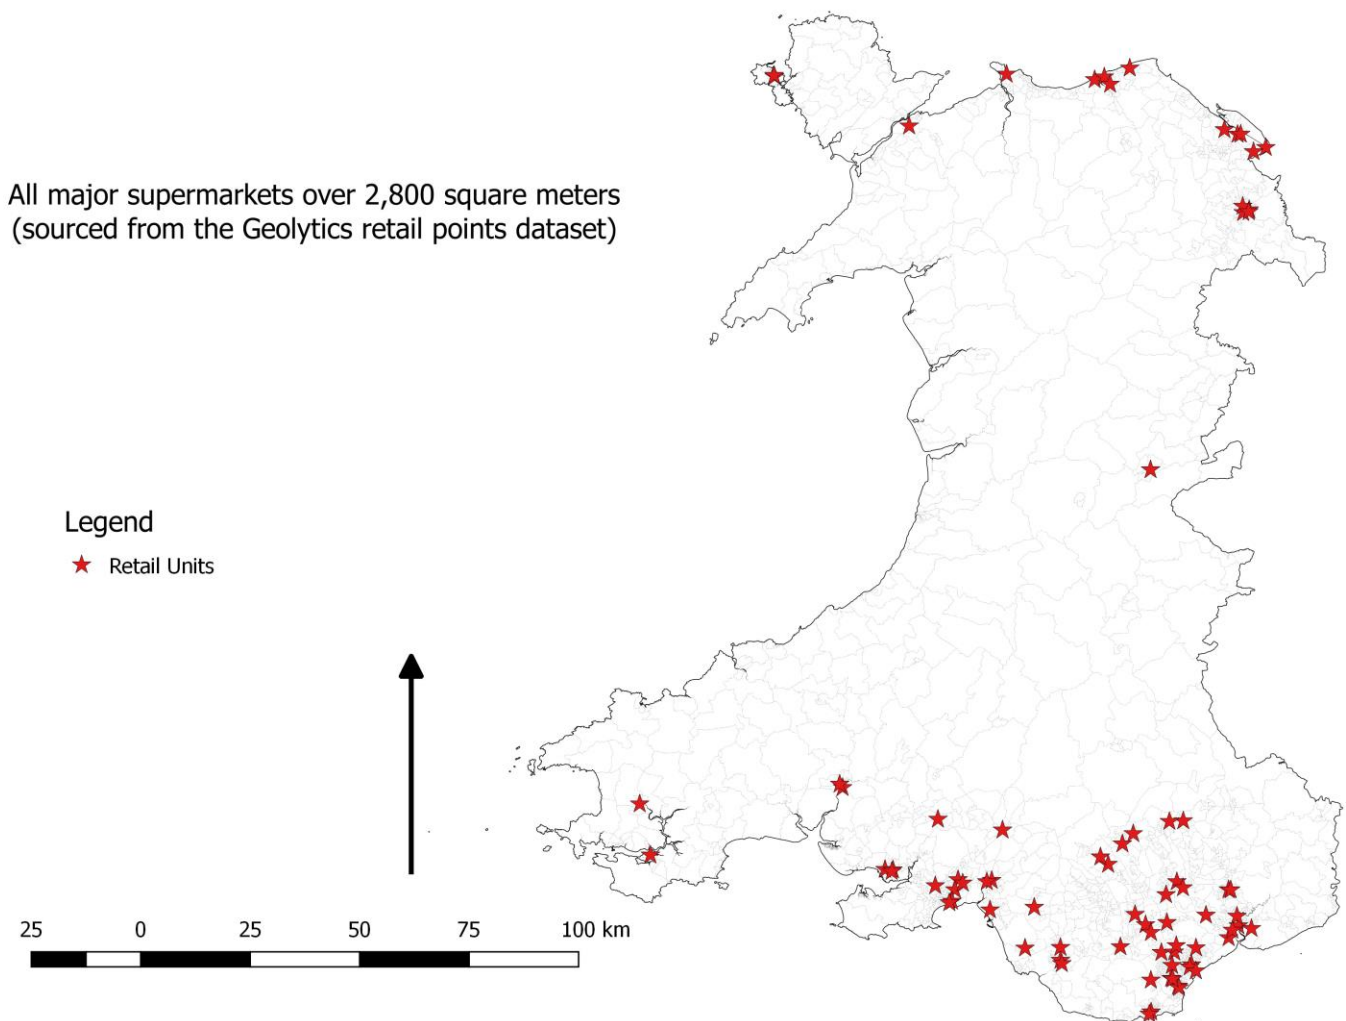 All major supermarkets over 2,800 square meters
(sourced from the Geolytics retail points dataset)
Legend
Retail Units
25 0 25 50 75 100 km